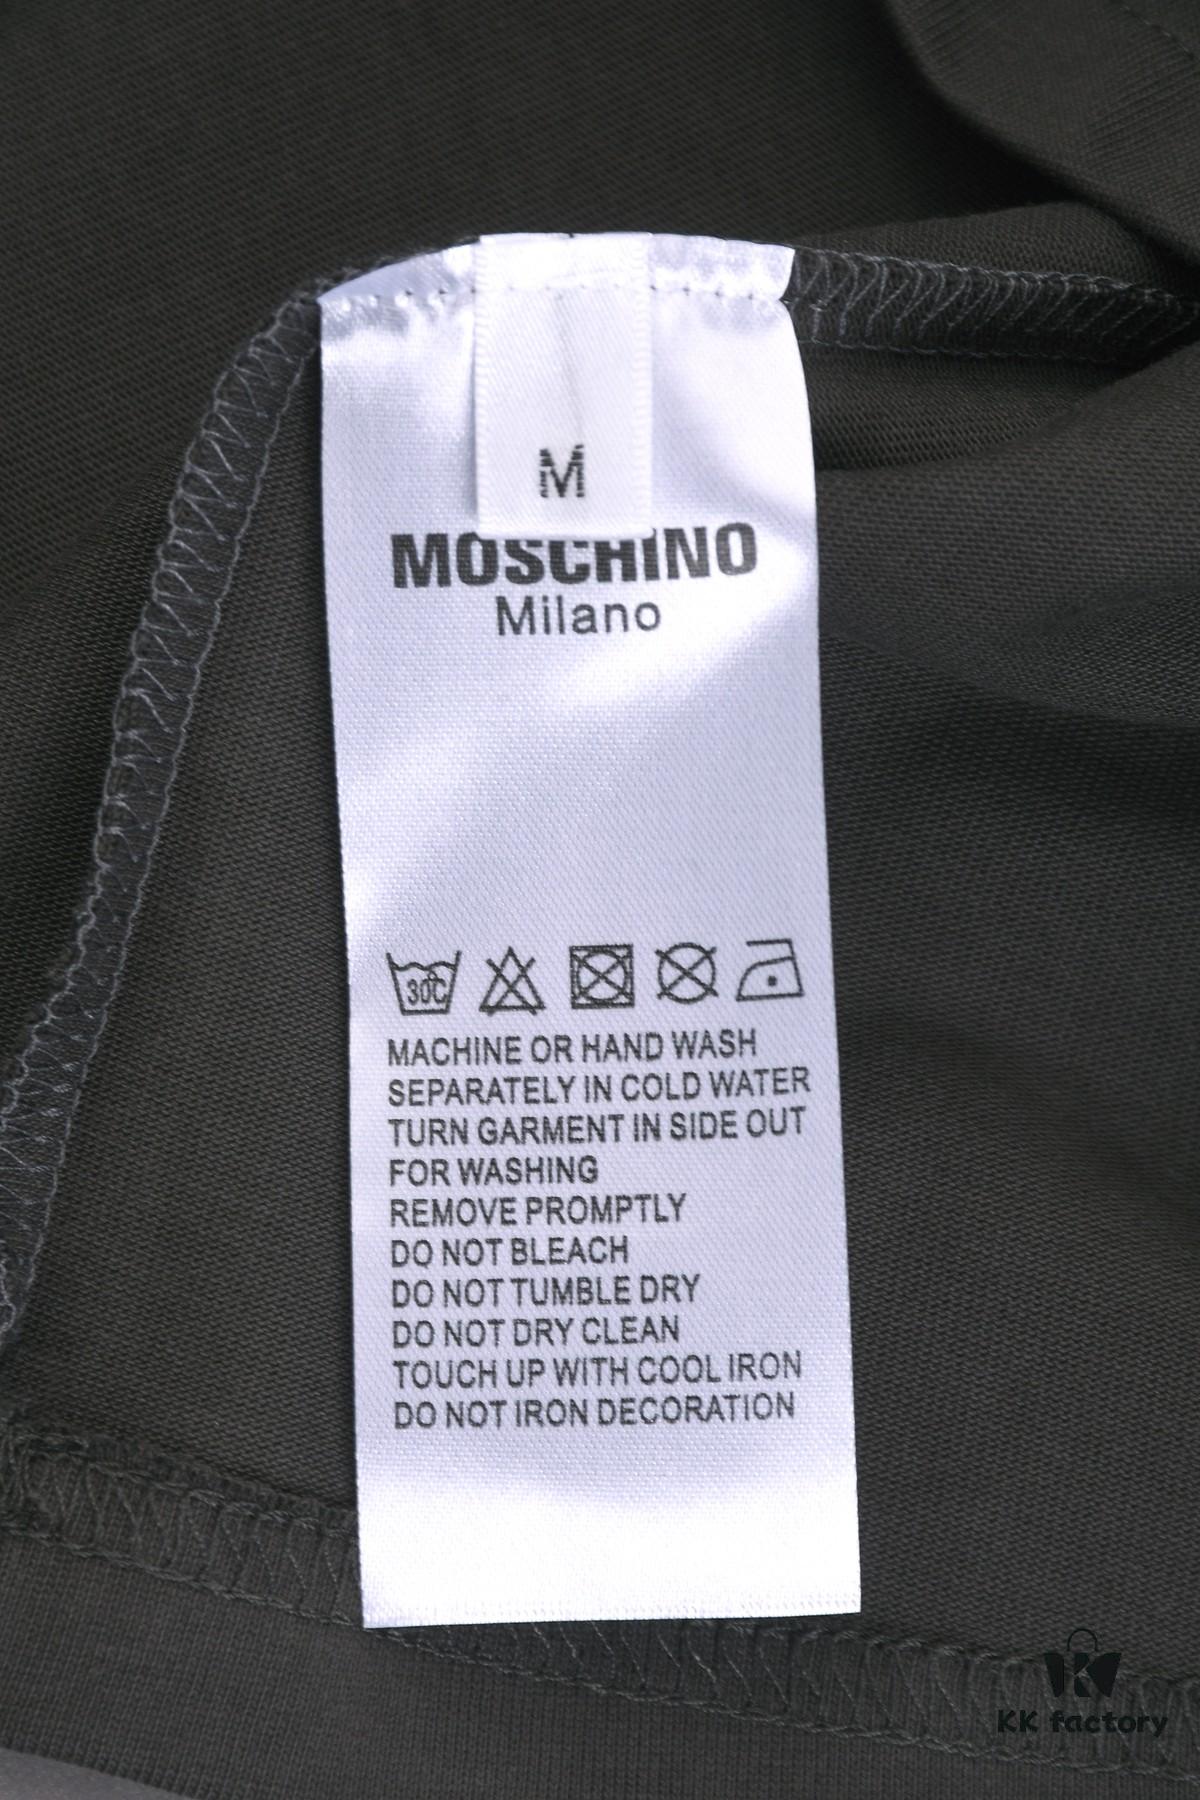 M
MOSCHINO
Milano
30C
MACHINE OR HAND WASH
SEPARATELY IN COLD WATER
TURN GARMENT IN SIDE OUT
FOR WASHING
REMOVE PROMPTLY
DO NOT BLEACH
DO NOT TUMBLE DRY
DO NOT DRY CLEAN
TOUCH UP WITH COOL IRON
DO NOT IRON DECORATION
KK factory